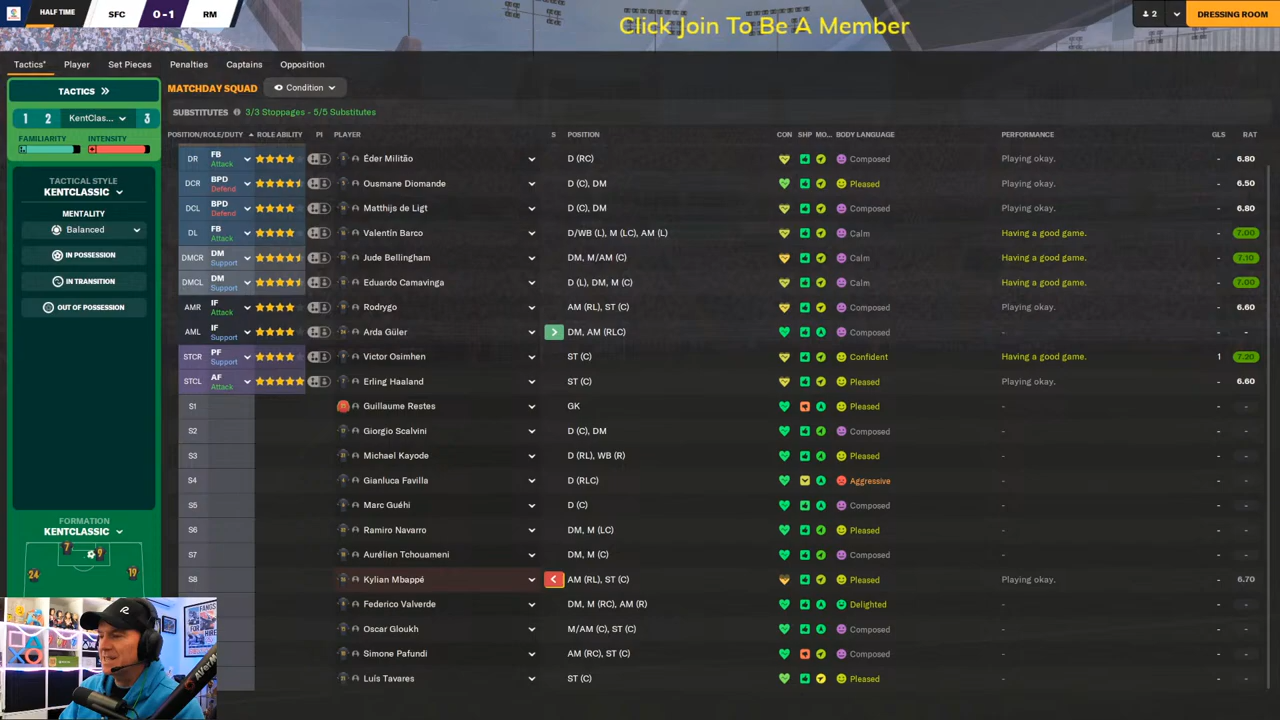 HALF TIME SFC 0 - 1 RM
Click Join To Be A Member
2 DRESSING ROOM
Tactics* Player Set Pieces Penalties Captains Opposition
TACTICS
MATCHDAY SQUAD Condition
1 2 KentClas... 3
SUBSTITUTES 3/3 Stoppages - 5/5 Substitutes
FAMILIARITY INTENSITY
POSITION/ROLE/DUTY ROLE ABILITY PI PLAYER S POSITION CON SHP MO... BODY LANGUAGE PERFORMANCE GLS RAT
TACTICAL STYLE
KENTCLASSIC
MENTALITY
Balanced
IN POSSESSION
IN TRANSITION
OUT OF POSSESSION
FORMATION
KENTCLASSIC
7 9
24 19
DR FB Attack Éder Militão D (RC) Composed Playing okay. - 6.80
DCR BPD Defend Ousmane Diomande D (C), DM Pleased Playing okay. - 6.50
DCL BPD Defend Matthijs de Ligt D (C), DM Composed Playing okay. - 6.80
DL FB Attack Valentín Barco D/WB (L), M (LC), AM (L) Calm Having a good game. - 7.00
DMCR DM Support Jude Bellingham DM, M/AM (C) Calm Having a good game. - 7.10
DMCL DM Support Eduardo Camavinga D (L), DM, M (C) Calm Having a good game. - 7.00
AMR IF Attack Rodrygo AM (RL), ST (C) Composed Playing okay. - 6.60
AML IF Support Arda Güler DM, AM (RLC) Composed - - -
STCR PF Support Victor Osimhen ST (C) Confident Having a good game. 1 7.20
STCL AF Attack Erling Haaland ST (C) Pleased Playing okay. - 6.60
S1 Guillaume Restes GK Pleased - - -
S2 Giorgio Scalvini D (C), DM Composed - - -
S3 Michael Kayode D (RL), WB (R) Pleased - - -
S4 Gianluca Favilla D (RLC) Aggressive - - -
S5 Marc Guéhi D (C) Composed - - -
S6 Ramiro Navarro DM, M (LC) Pleased - - -
S7 Aurélien Tchouameni DM, M (C) Composed - - -
S8 Kylian Mbappé AM (RL), ST (C) Pleased Playing okay. - 6.70
Federico Valverde DM, M (RC), AM (R) Delighted - - -
Oscar Gloukh M/AM (C), ST (C) Composed - - -
Simone Pafundi AM (RC), ST (C) Composed - - -
Luís Tavares ST (C) Pleased - - -